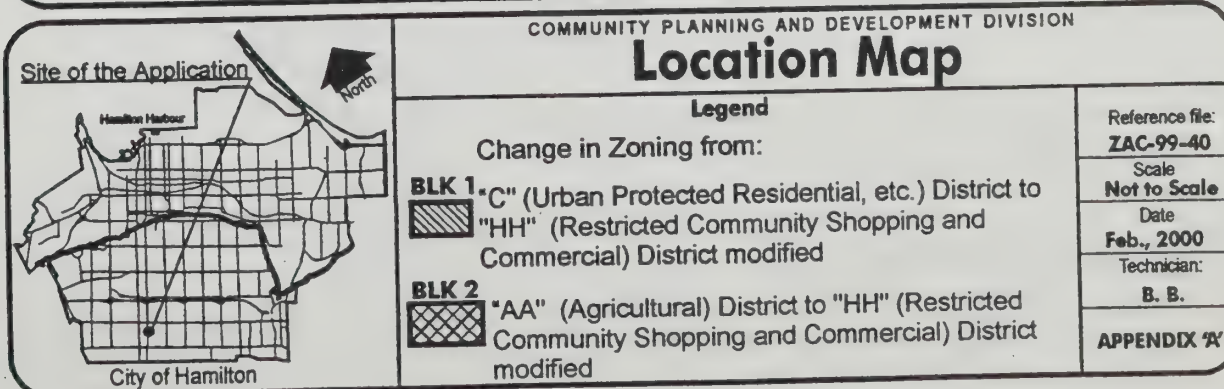 COMMUNITY PLANNING AND DEVELOPMENT DIVISION
Location Map
Site of the Application
North
Hamilton Harbour
City of Hamilton
Legend
Change in Zoning from:
BLK 1
"C" (Urban Protected Residential, etc.) District to
"HH" (Restricted Community Shopping and
Commercial) District modified
BLK 2
"AA" (Agricultural) District to "HH" (Restricted
Community Shopping and Commercial) District
modified
Reference file:
ZAC-99-40
Scale
Not to Scale
Date
Feb., 2000
Technician:
B. B.
APPENDIX 'A'